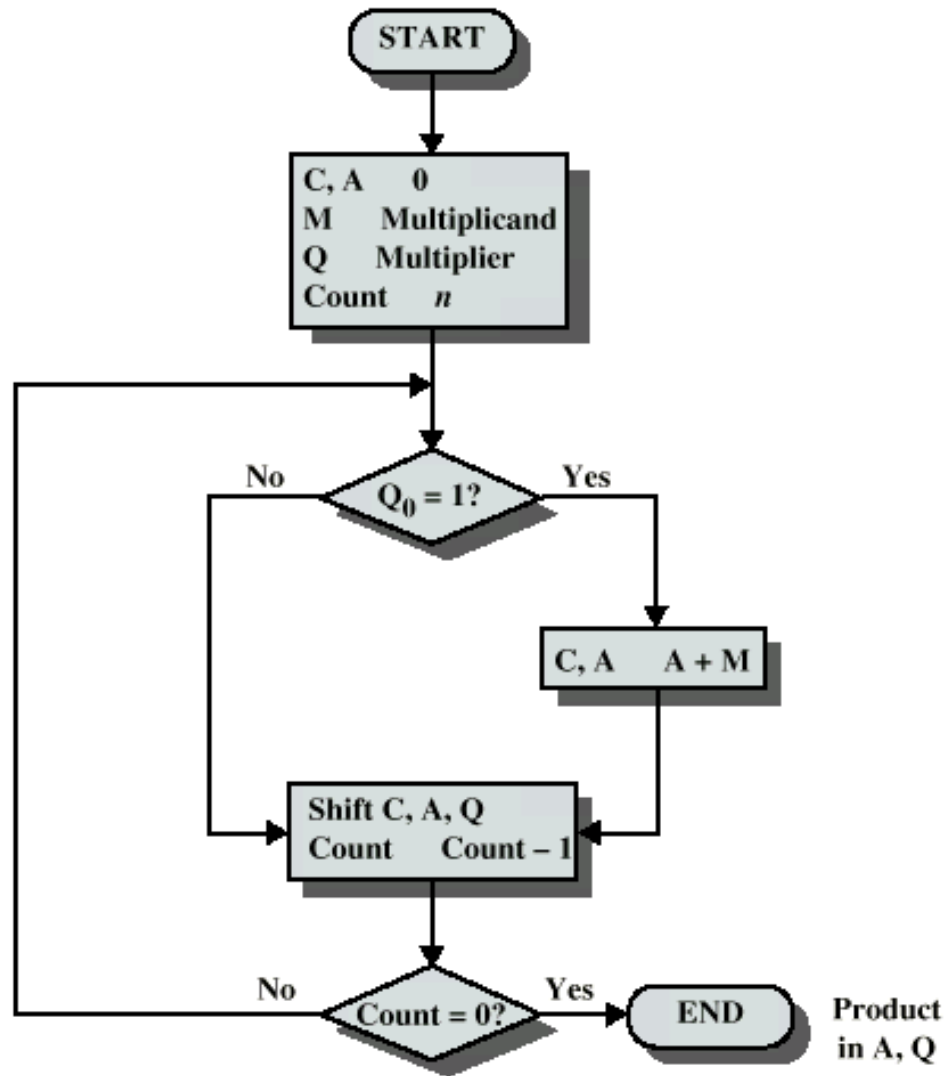 START
C, A 0
M Multiplicand
Q Multiplier
Count n
No
Yes
Q0 = 1?
C, A A + M
Shift C, A, Q
Count Count – 1
No
Yes
Count = 0?
END
Product
in A, Q